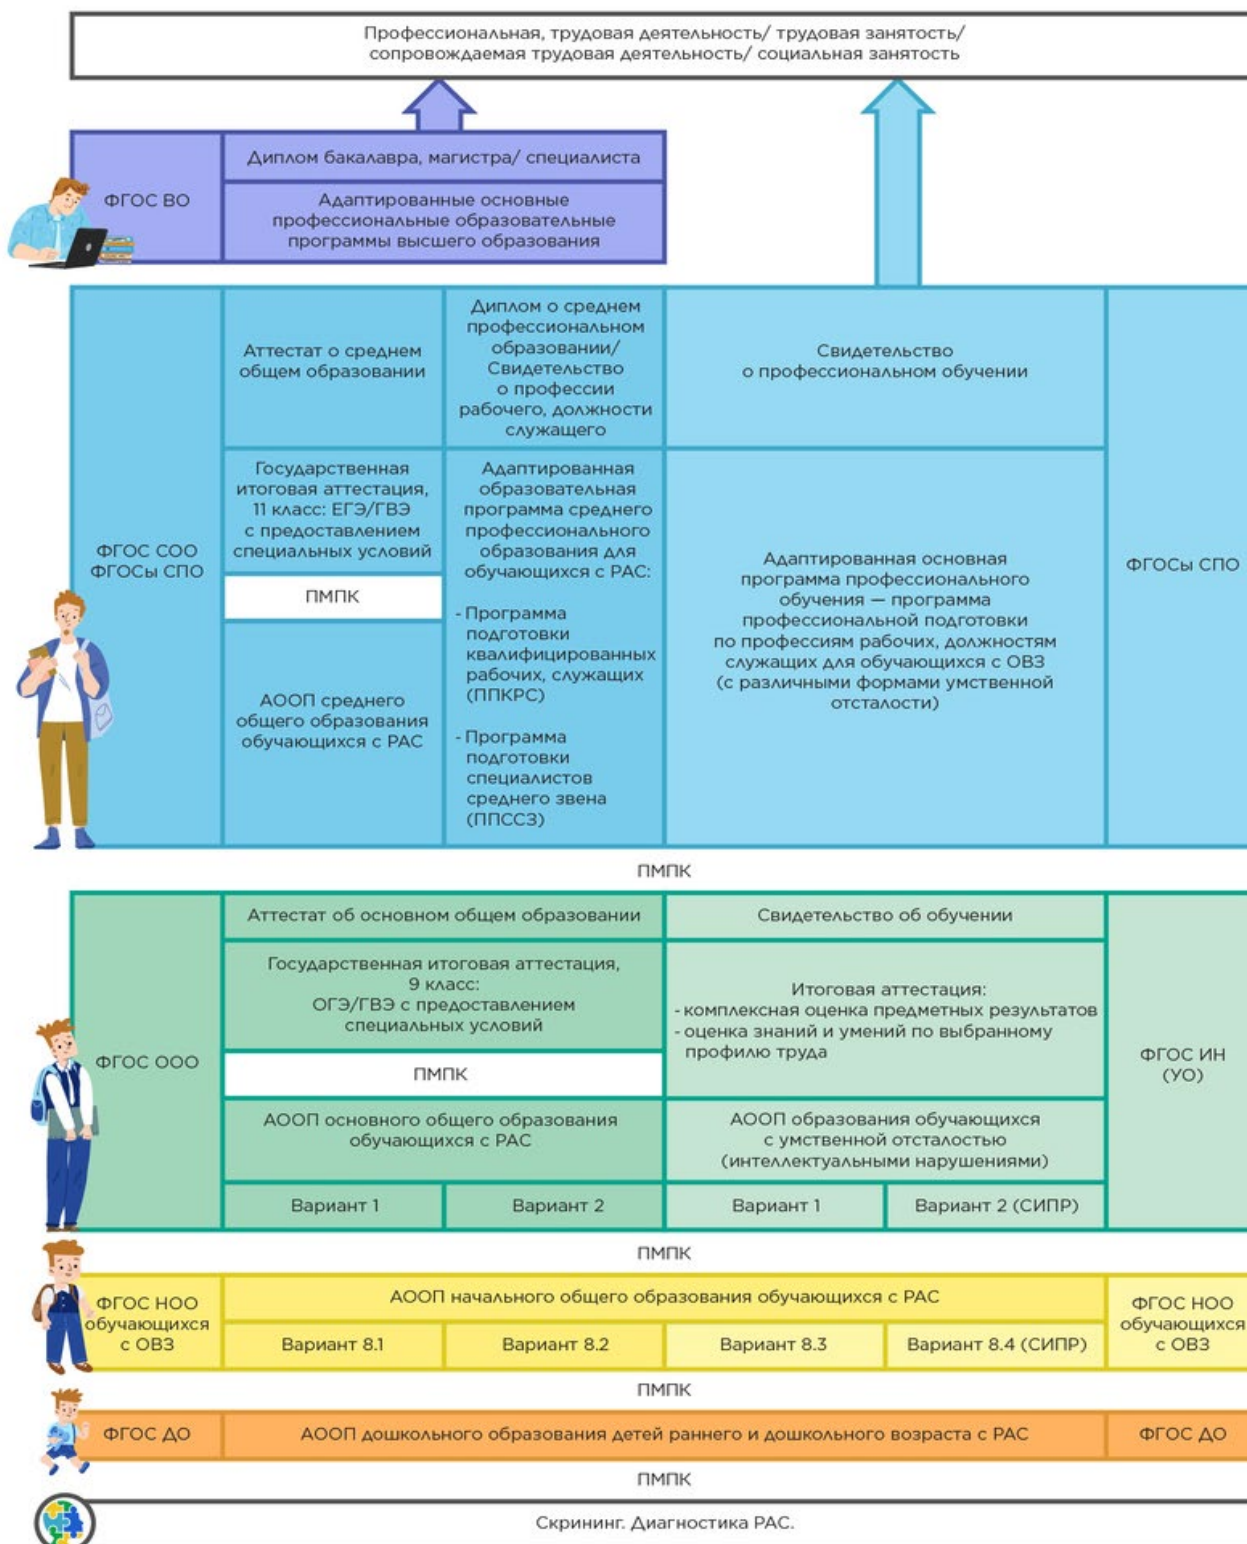 Профессиональная, трудовая деятельность/ трудовая занятость/
сопровождаемая трудовая деятельность/ социальная занятость
ФГОС ВО
Диплом бакалавра, магистра/ специалиста
Адаптированные основные
профессиональные образовательные
программы высшего образования
ФГОС СОО
ФГОСы СПО
Аттестат о среднем
общем образовании
Диплом о среднем
профессиональном
образовании/
Свидетельство
о профессии
рабочего, должности
служащего
Свидетельство
о профессиональном обучении
Государственная
итоговая аттестация,
11 класс: ЕГЭ/ГВЭ
с предоставлением
специальных условий
ПМПК
АООП среднего
общего образования
обучающихся с РАС
Адаптированная
образовательная
программа среднего
профессионального
образования для
обучающихся с РАС:
- Программа
подготовки
квалифицированных
рабочих, служащих
(ППКРС)
- Программа
подготовки
специалистов
среднего звена
(ППССЗ)
Адаптированная основная
программа профессионального
обучения — программа
профессиональной подготовки
по профессиям рабочих, должностям
служащих для обучающихся с ОВЗ
(с различными формами умственной
отсталости)
ФГОСы СПО
ПМПК
ФГОС ООО
Аттестат об основном общем образовании
Свидетельство об обучении
Государственная итоговая аттестация,
9 класс:
ОГЭ/ГВЭ с предоставлением
специальных условий
ПМПК
Итоговая аттестация:
- комплексная оценка предметных результатов
- оценка знаний и умений по выбранному
профилю труда
АООП основного общего образования
обучающихся с РАС
АООП образования обучающихся
с умственной отсталостью
(интеллектуальными нарушениями)
Вариант 1
Вариант 2
Вариант 1
Вариант 2 (СИПР)
ФГОС ИН
(УО)
ПМПК
ФГОС НОО
обучающихся
с ОВЗ
АООП начального общего образования обучающихся с РАС
Вариант 8.1
Вариант 8.2
Вариант 8.3
Вариант 8.4 (СИПР)
ФГОС НОО
обучающихся
с ОВЗ
ПМПК
ФГОС ДО
АООП дошкольного образования детей раннего и дошкольного возраста с РАС
ФГОС ДО
ПМПК
Скрининг. Диагностика РАС.